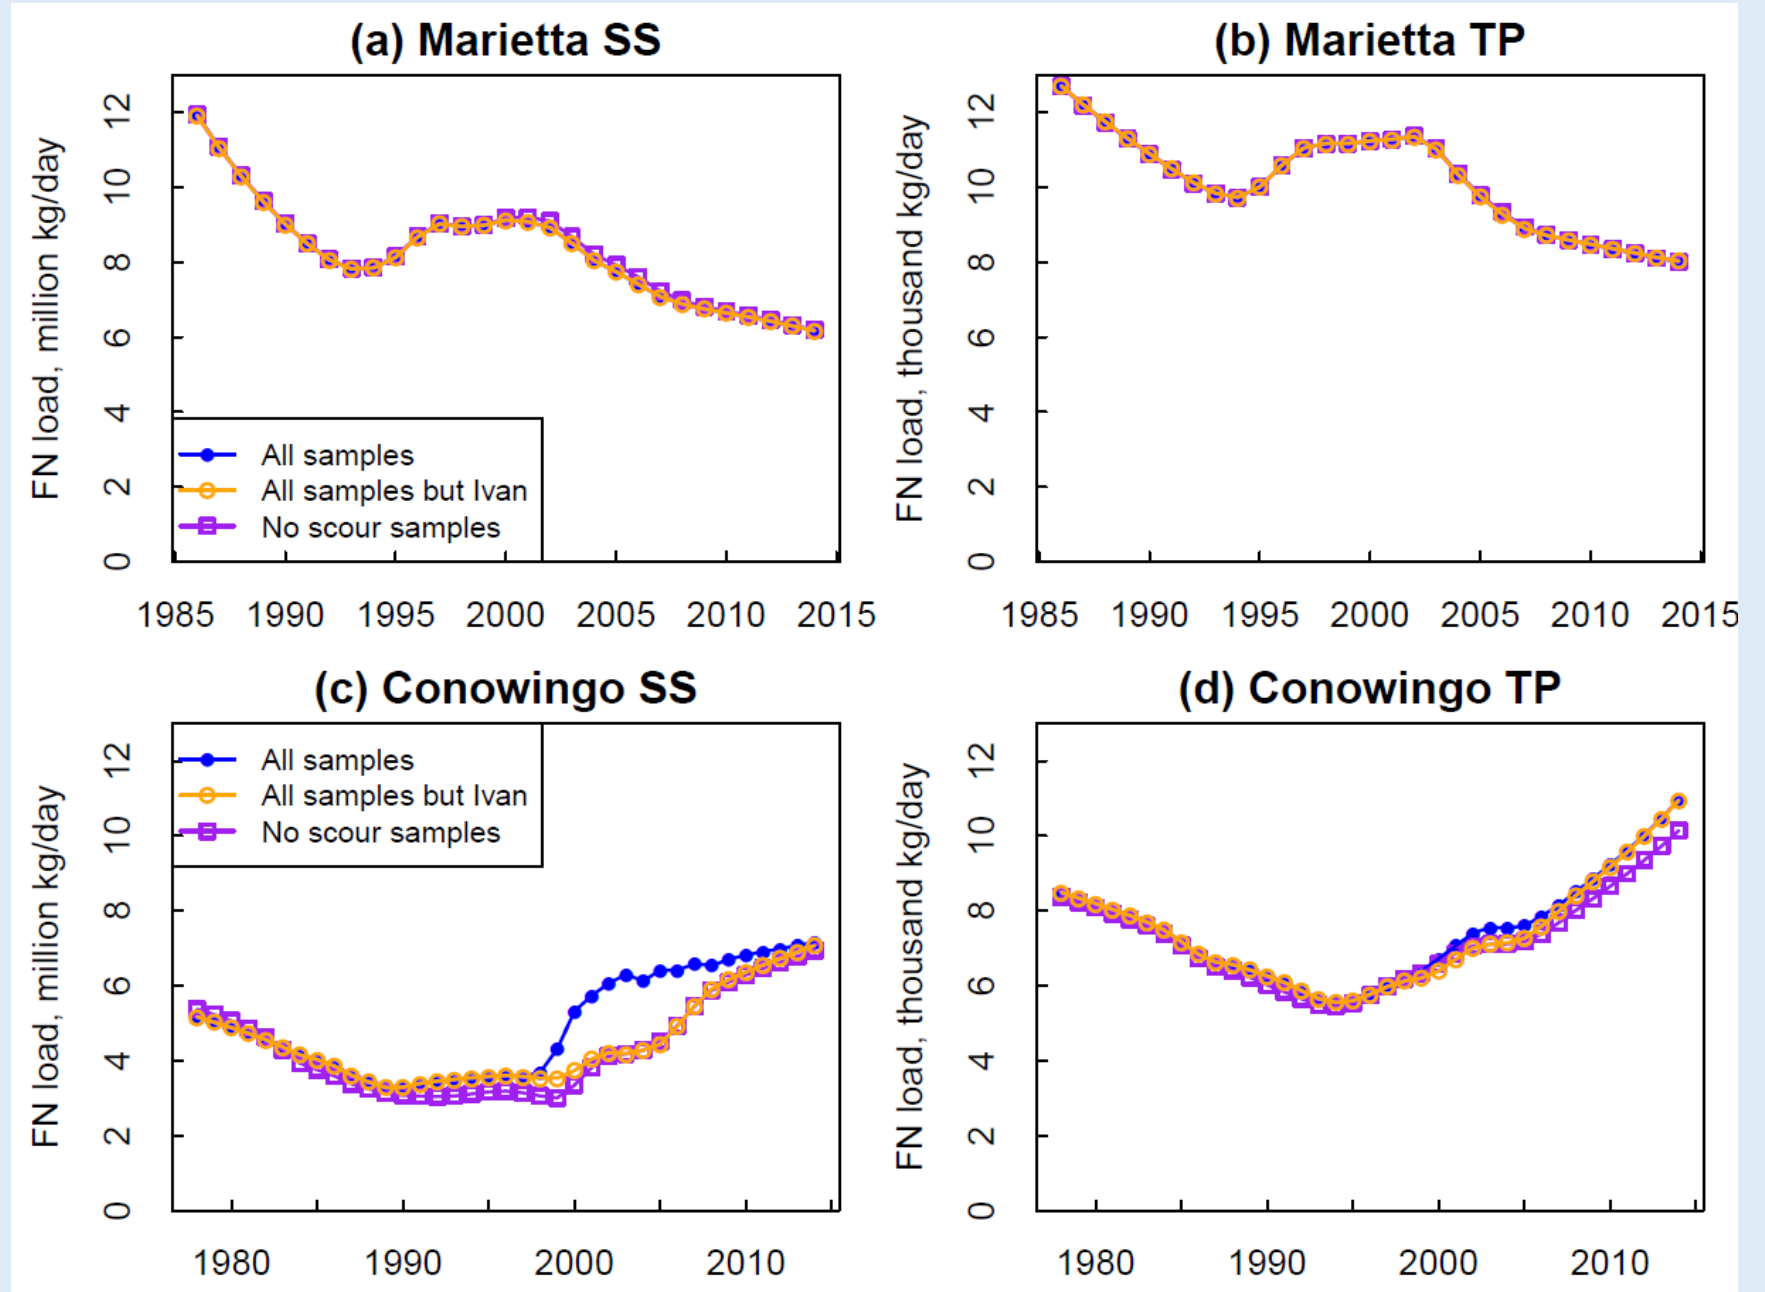 (a) Marietta SS
FN load, million kg/day
12
10
8
6
4
2
0
All samples
All samples but Ivan
No scour samples
1985 1990 1995 2000 2005 2010 2015
(b) Marietta TP
FN load, thousand kg/day
12
10
8
6
4
2
0
1985 1990 1995 2000 2005 2010 2015
(c) Conowingo SS
FN load, million kg/day
12
10
8
6
4
2
0
All samples
All samples but Ivan
No scour samples
1980 1990 2000 2010
(d) Conowingo TP
FN load, thousand kg/day
12
10
8
6
4
2
0
1980 1990 2000 2010